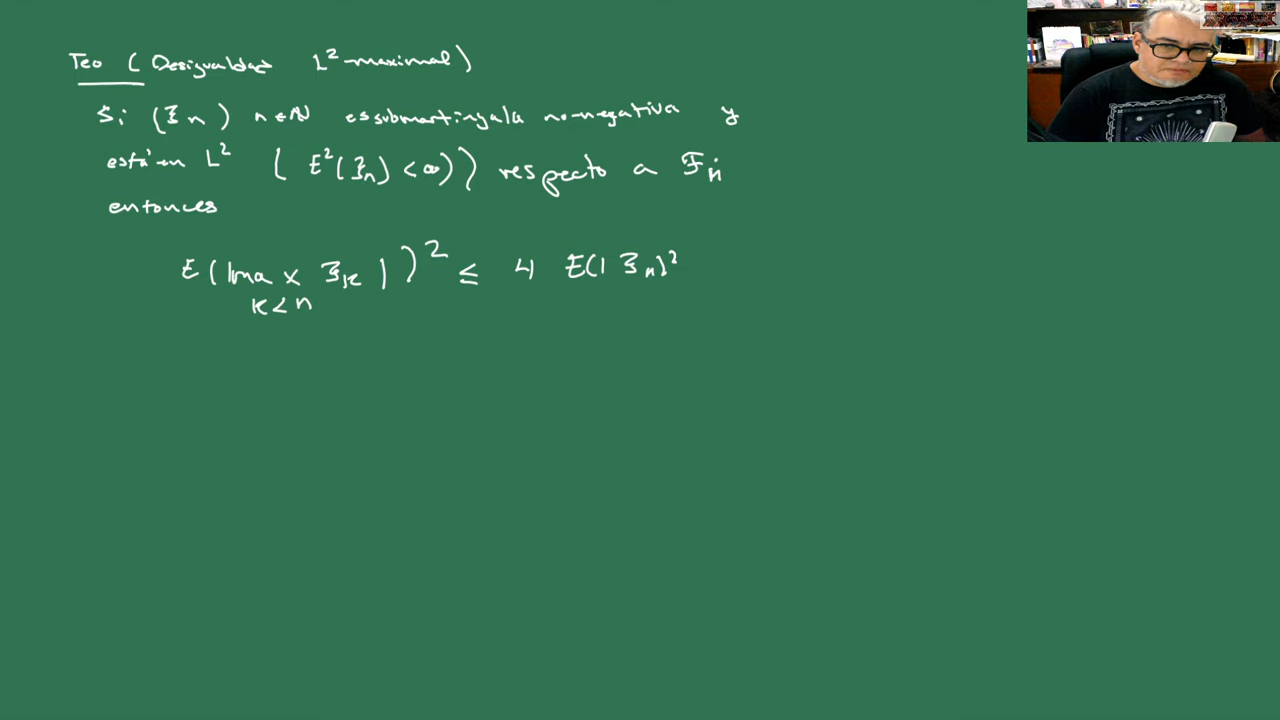 Teo (Desigualdad L²-maximal)
Si (ξn) n∈ℕ es submartingala no-negativa y
está en L² ( E²(ξn) < ∞)) respecto a ℱn
entonces
E(|max ξk|)² ≤ 4 E(|ξn)²
k<n